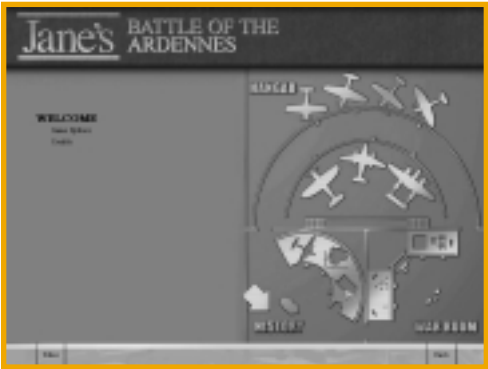 Jane's BATTLE OF THE
ARDENNES
HANGAR
WELCOME
HISTORY
WAR ROOM